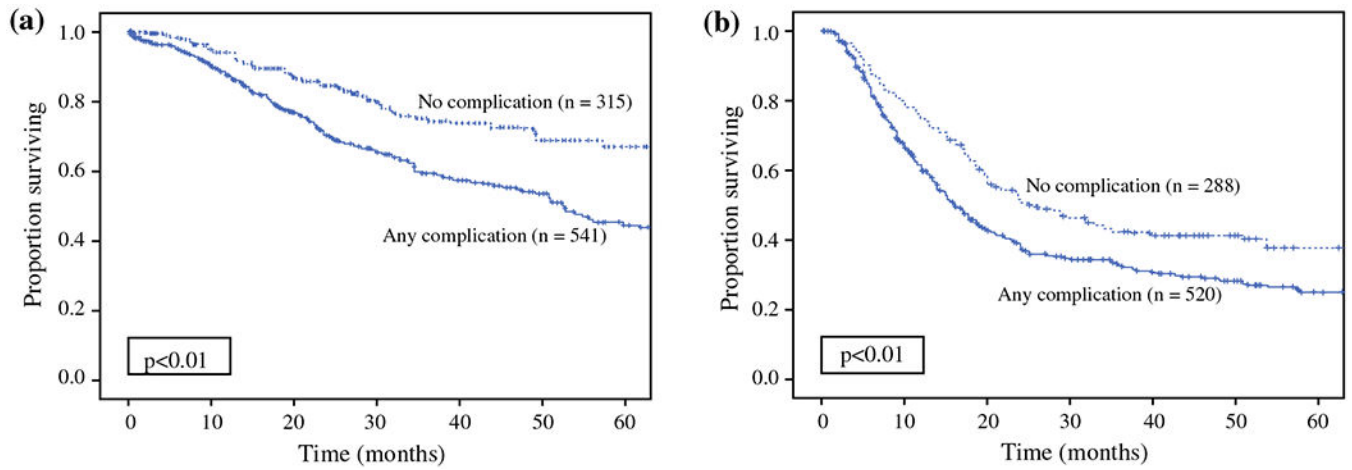 (a)
Proportion surviving
1.0
0.8
0.6
0.4
0.2
0.0
No complication (n = 315)
Any complication (n = 541)
p<0.01
0 10 20 30 40 50 60
Time (months)
(b)
Proportion surviving
1.0
0.8
0.6
0.4
0.2
0.0
No complication (n = 288)
Any complication (n = 520)
p<0.01
0 10 20 30 40 50 60
Time (months)